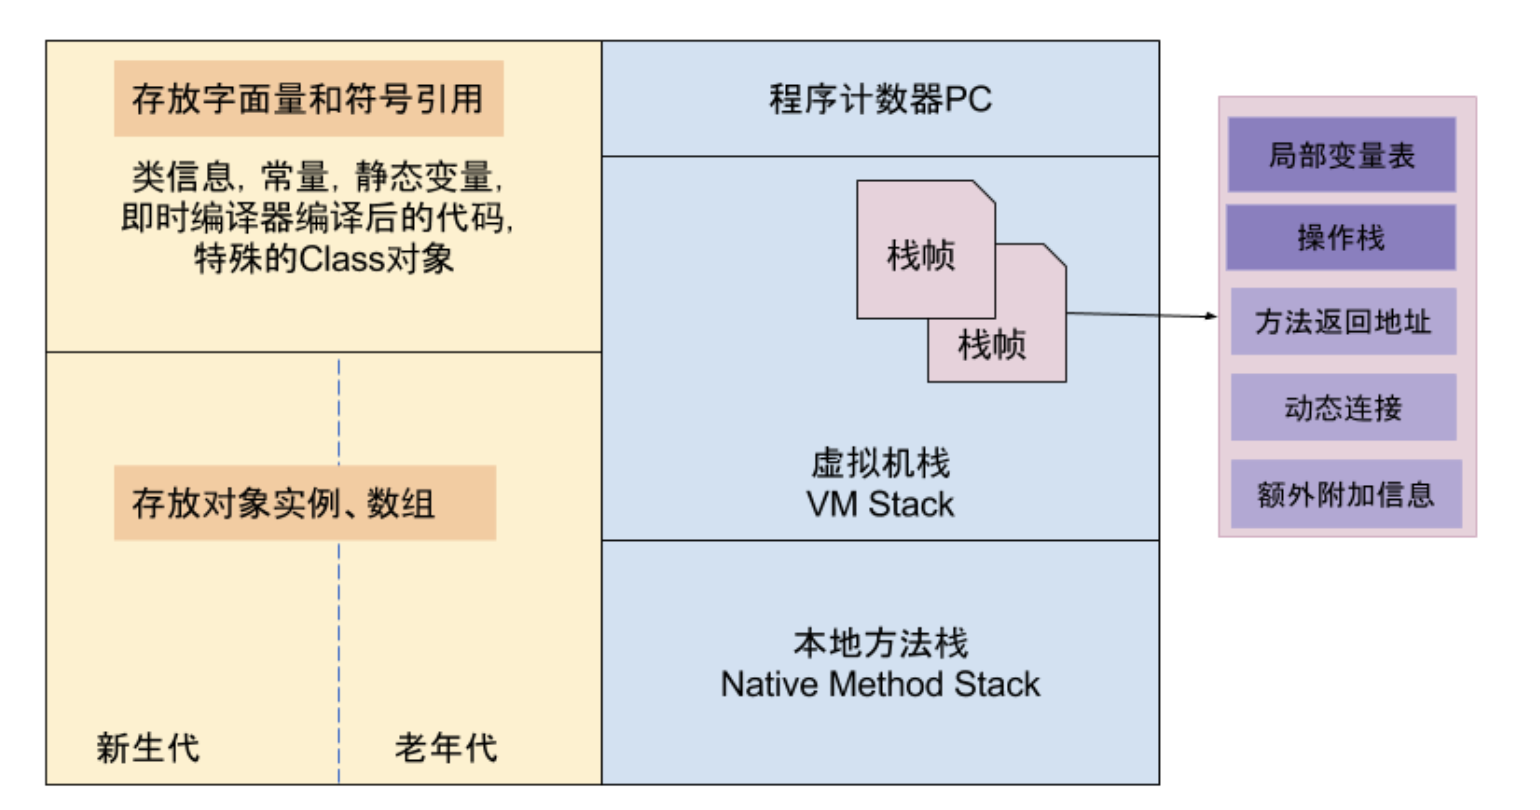 存放字面量和符号引用
类信息, 常量, 静态变量,
即时编译器编译后的代码,
特殊的Class对象
存放对象实例、数组
新生代
老年代
程序计数器PC
栈帧
栈帧
虚拟机栈
VM Stack
本地方法栈
Native Method Stack
局部变量表
操作栈
方法返回地址
动态连接
额外附加信息